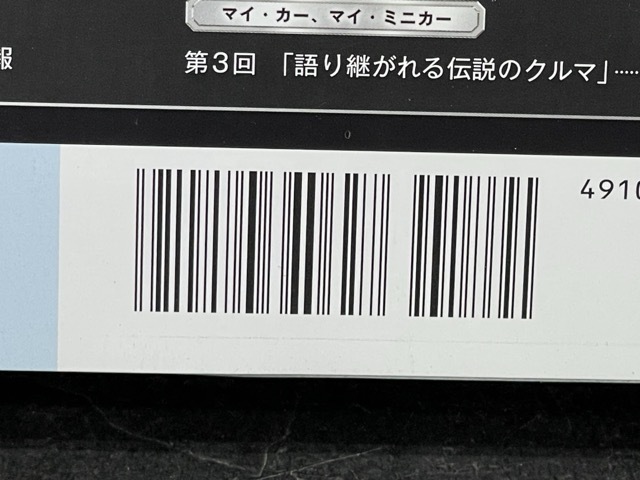 マイ・カー、マイ・ミニカー
報
第3回 「語り継がれる伝説のクルマ」……
4910